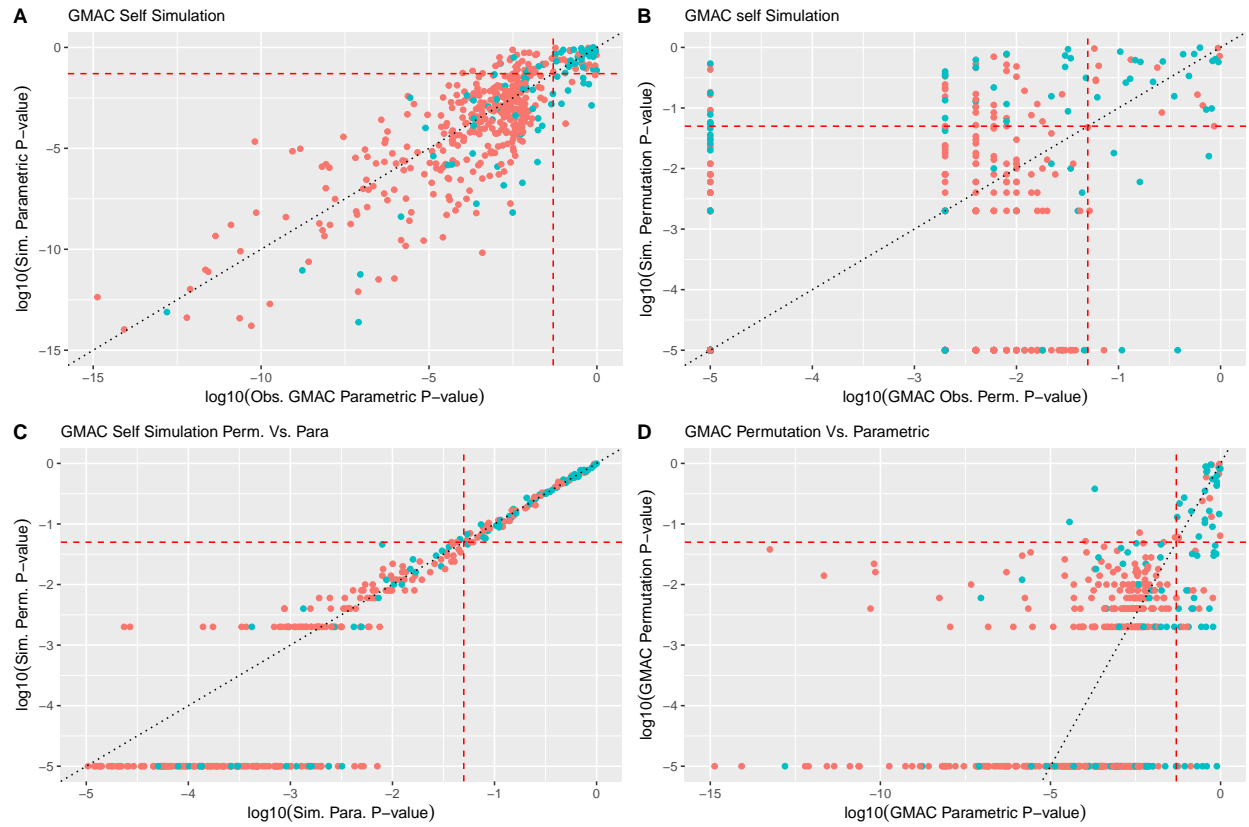 A GMAC Self Simulation
0
−5
−10
−15
−15 −10 −5 0
log10(Sim. Parametric P−value)
log10(Obs. GMAC Parametric P−value)
B GMAC self Simulation
0
−1
−2
−3
−4
−5
−5 −4 −3 −2 −1 0
log10(Sim. Permutation P−value)
log10(GMAC Obs. Perm. P−value)
C GMAC Self Simulation Perm. Vs. Para
0
−1
−2
−3
−4
−5
−5 −4 −3 −2 −1 0
log10(Sim. Perm. P−value)
log10(Sim. Para. P−value)
D GMAC Permutation Vs. Parametric
0
−1
−2
−3
−4
−5
−15 −10 −5 0
log10(GMAC Permutation P−value)
log10(GMAC Parametric P−value)